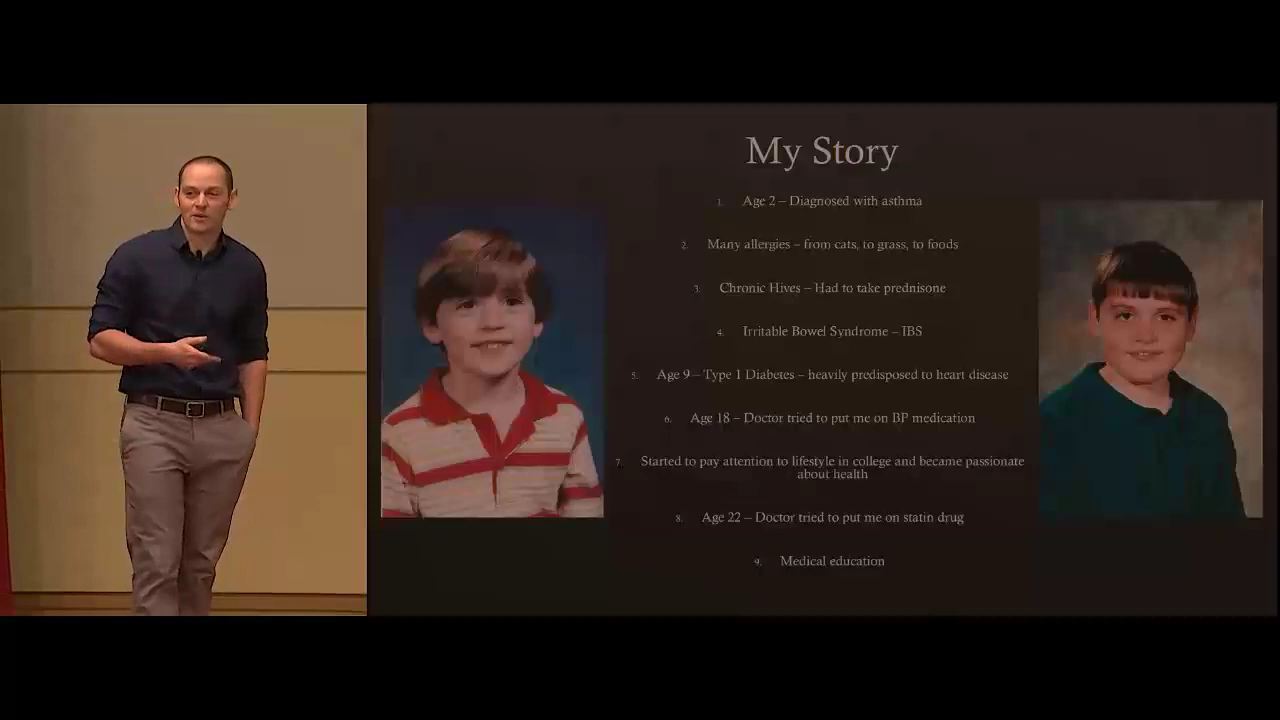 My Story
1. Age 2 – Diagnosed with asthma
2. Many allergies – from cats, to grass, to foods
3. Chronic Hives – Had to take prednisone
4. Irritable Bowel Syndrome – IBS
5. Age 9 – Type 1 Diabetes – heavily predisposed to heart disease
6. Age 18 – Doctor tried to put me on BP medication
7. Started to pay attention to lifestyle in college and became passionate
about health
8. Age 22 – Doctor tried to put me on statin drug
9. Medical education